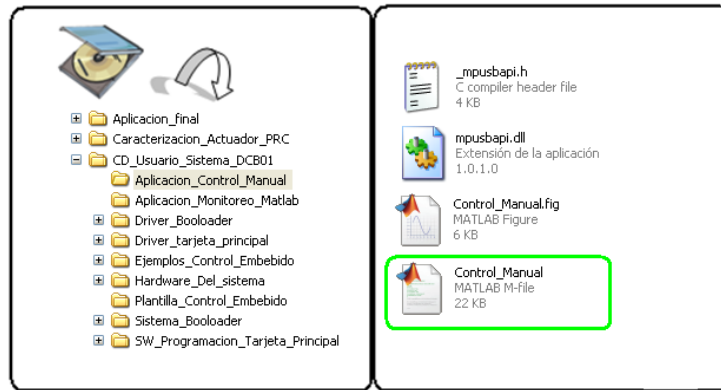 Aplicacion_final
Caracterizacion_Actuador_PRC
CD_Usuario_Sistema_DCB01
Aplicacion_Control_Manual
Aplicacion_Monitoreo_Matlab
Driver_Booloader
Driver_tarjeta_principal
Ejemplos_Control_Embebido
Hardware_Del_sistema
Plantilla_Control_Embebido
Sistema_Booloader
SW_Programacion_Tarjeta_Principal
_mpusbapi.h
C compiler header file
4 KB
mpusbapi.dll
Extensión de la aplicación
1.0.1.0
Control_Manual.fig
MATLAB Figure
6 KB
Control_Manual
MATLAB M-file
22 KB